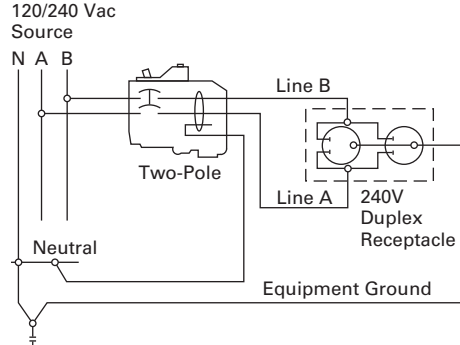 120/240 Vac
Source
N A B
Line B
Two-Pole
Line A
240V
Duplex
Receptacle
Neutral
Equipment Ground